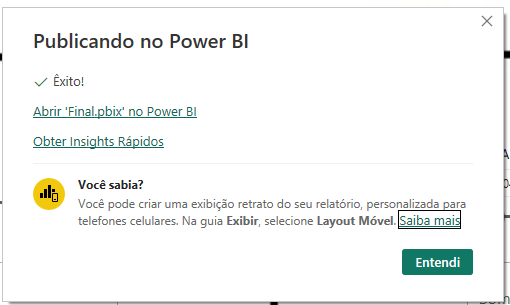 Publicando no Power BI
Êxito!
Abrir 'Final.pbix' no Power BI
Obter Insights Rápidos
Você sabia?
Você pode criar uma exibição retrato do seu relatório, personalizada para
telefones celulares. Na guia Exibir, selecione Layout Móvel. Saiba mais
Entendi